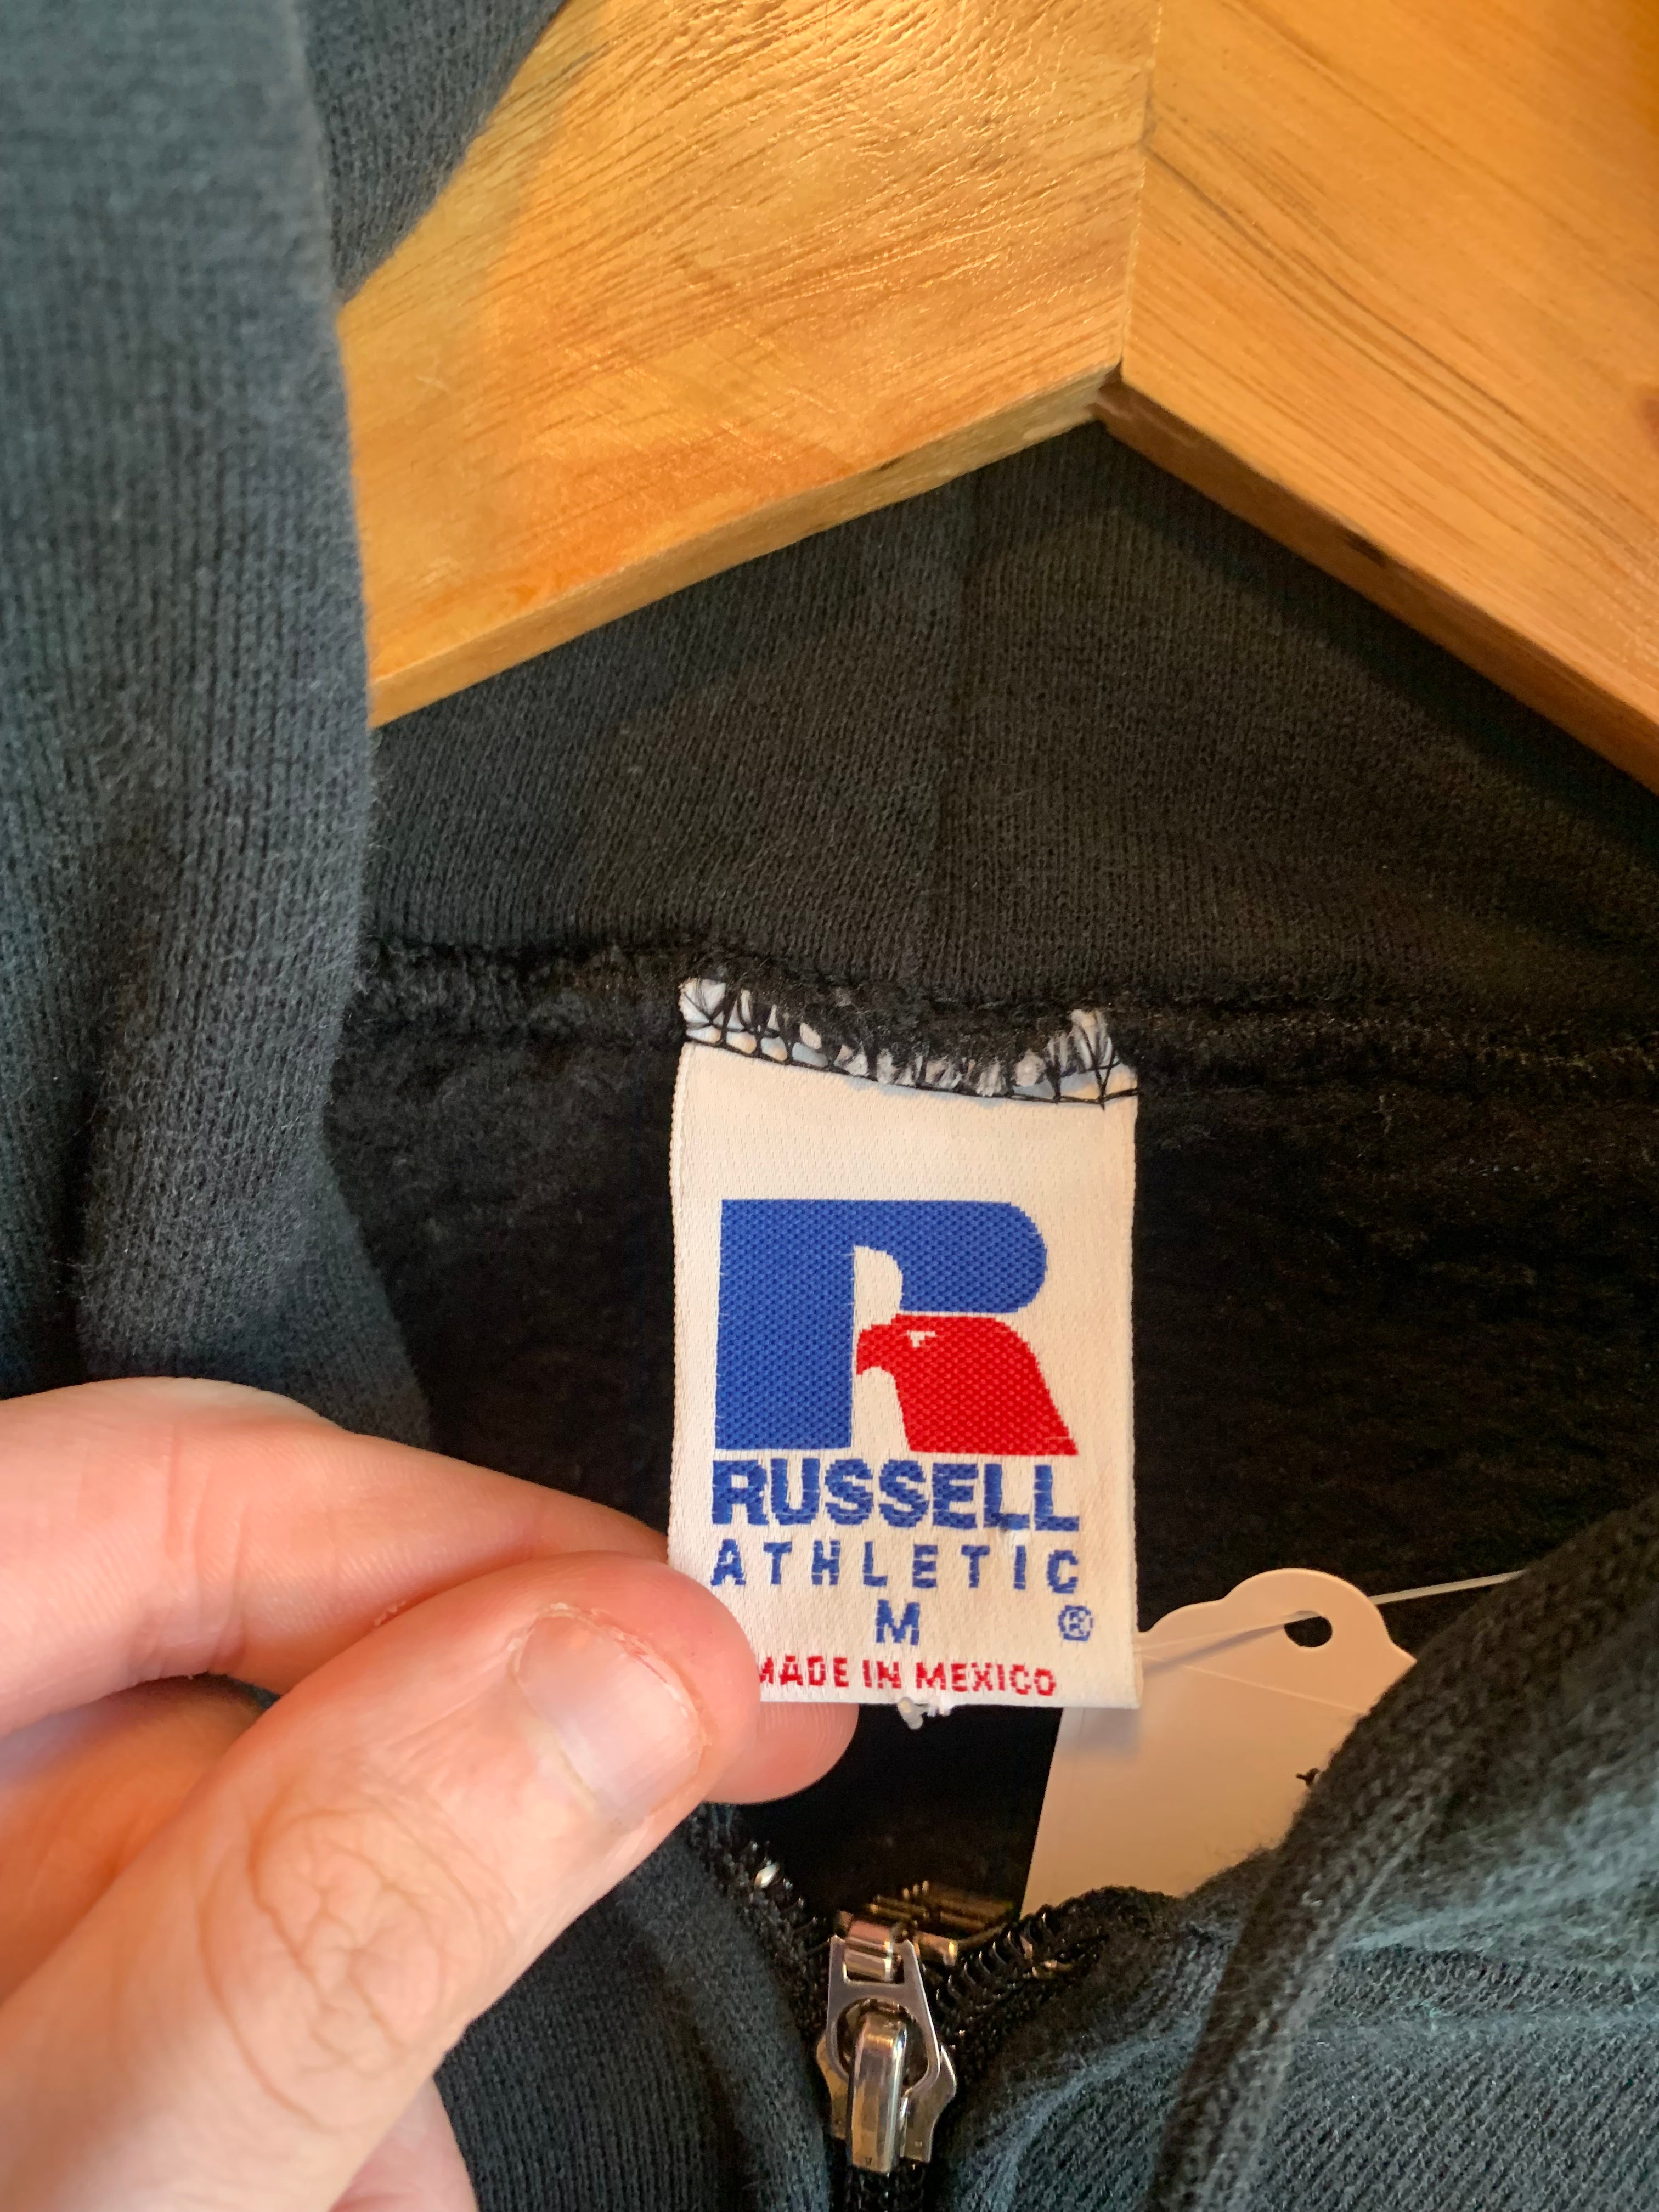 R
RUSSELL
ATHLETIC
M ®
MADE IN MEXICO